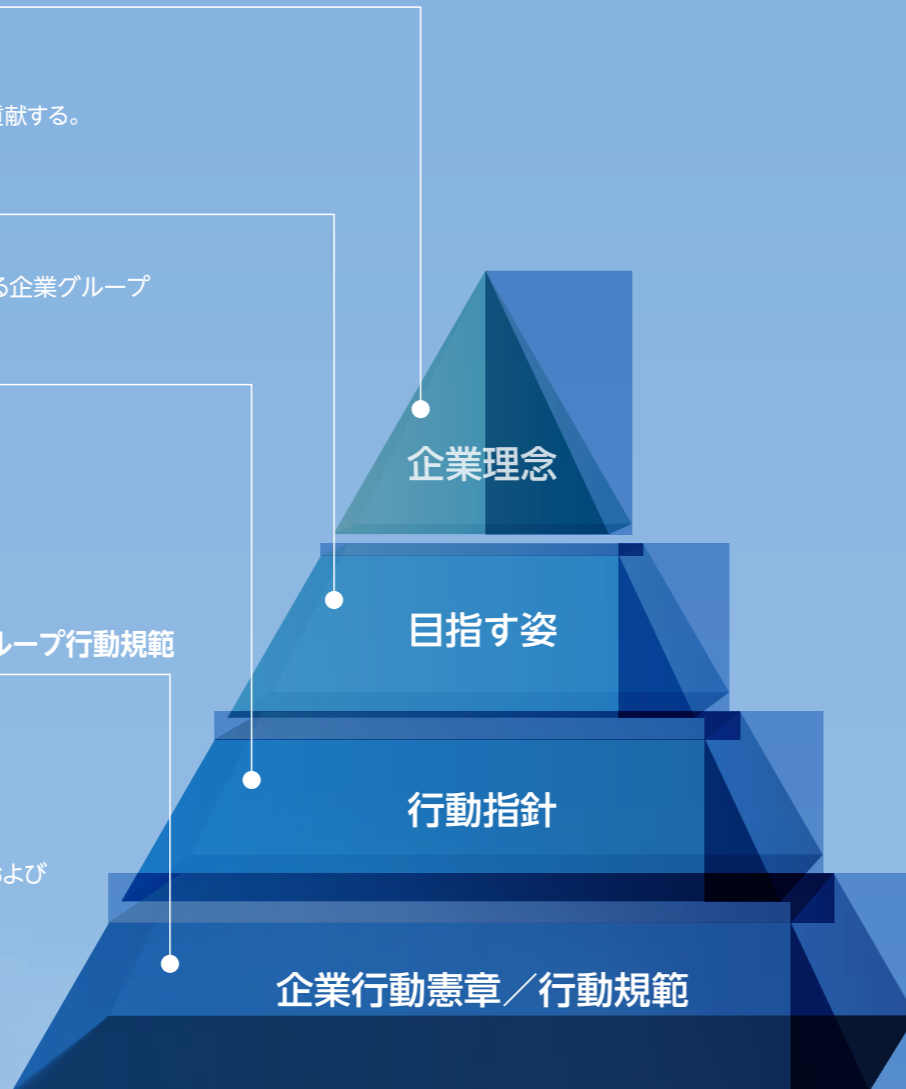 貢献する。
る企業グループ
企業理念
目指す姿
ループ行動規範
行動指針
および
企業行動憲章／行動規範